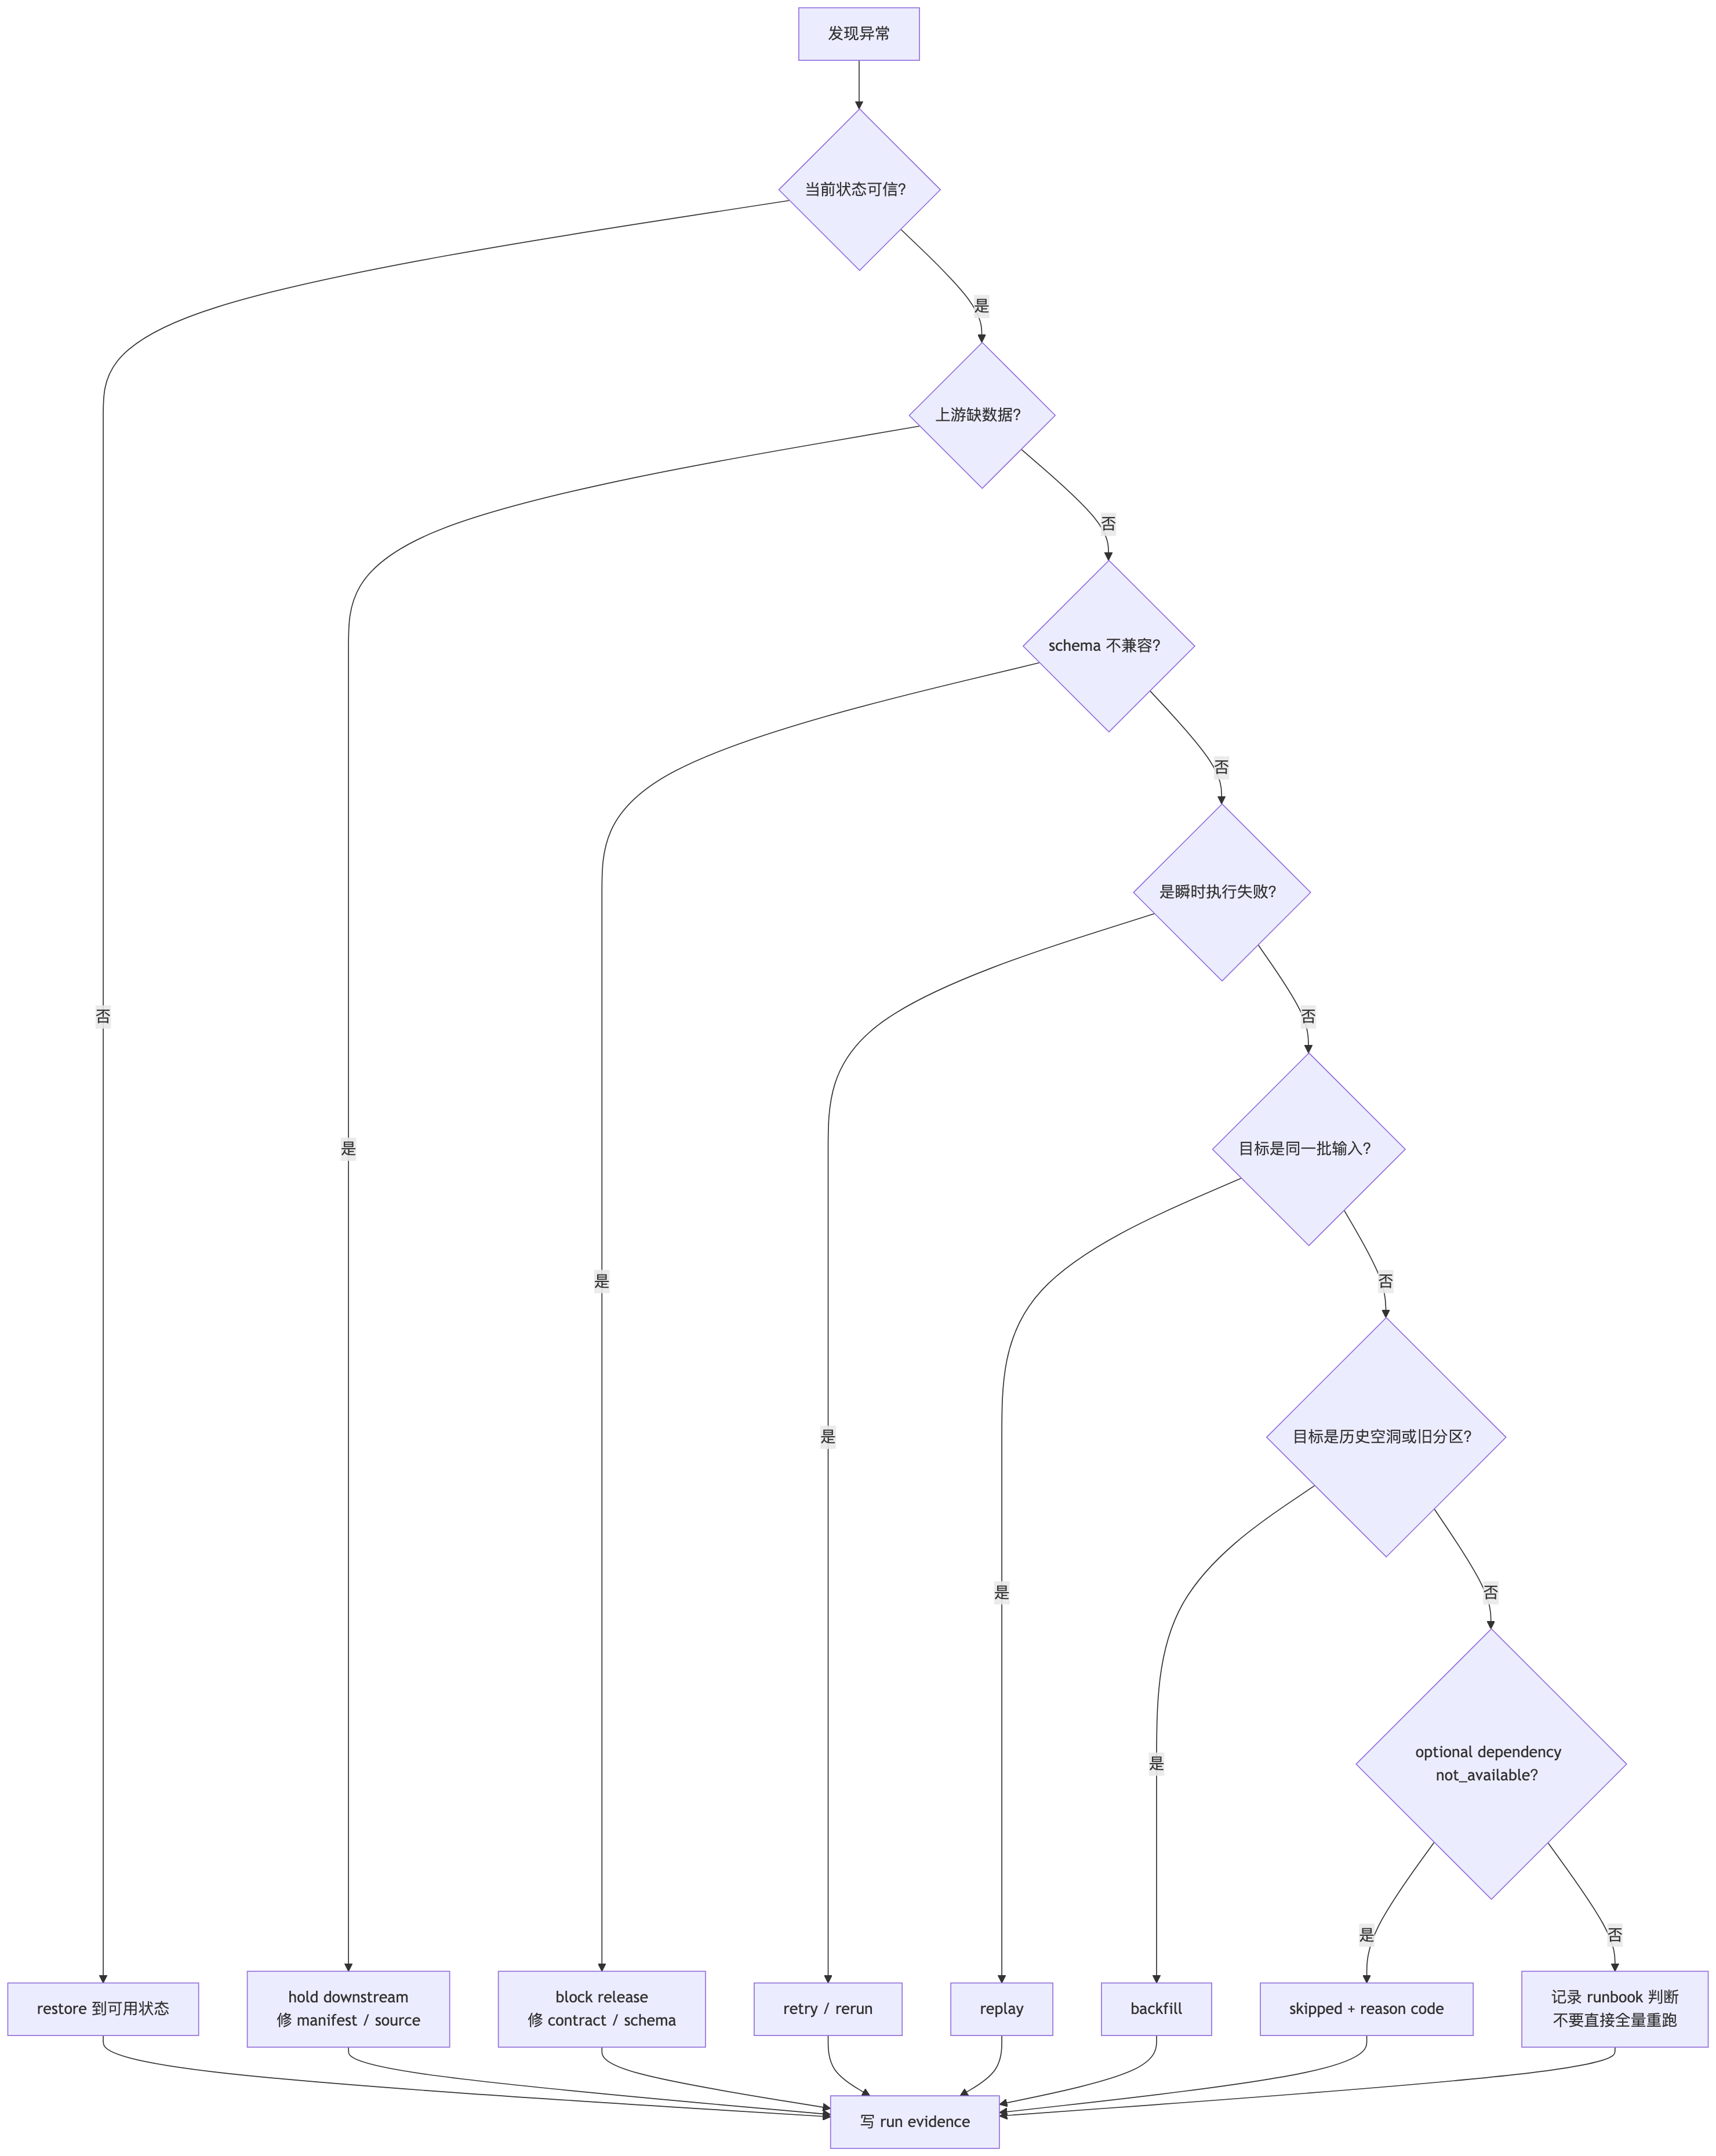 发现异常
当前状态可信?
是
上游缺数据?
否
schema 不兼容?
否
是瞬时执行失败?
否
否
是
目标是同一批输入?
是
否
是
目标是历史空洞或旧分区?
是
否
是
optional dependency
not_available?
是
是
否
restore 到可用状态
hold downstream
修 manifest / source
block release
修 contract / schema
retry / rerun
replay
backfill
skipped + reason code
记录 runbook 判断
不要直接全量重跑
写 run evidence